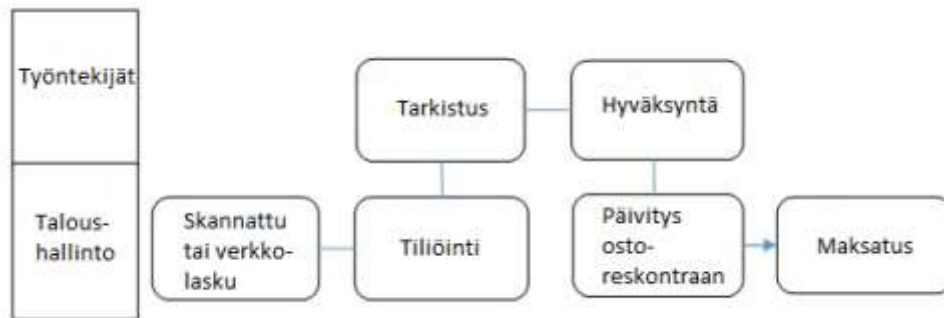 Työntekijät
Tarkistus
Hyväksyntä
Talous-
hallinto
Skannattu
tai verkko-
lasku
Tiliöinti
Päivitys
osto-
reskontraan
Maksatus